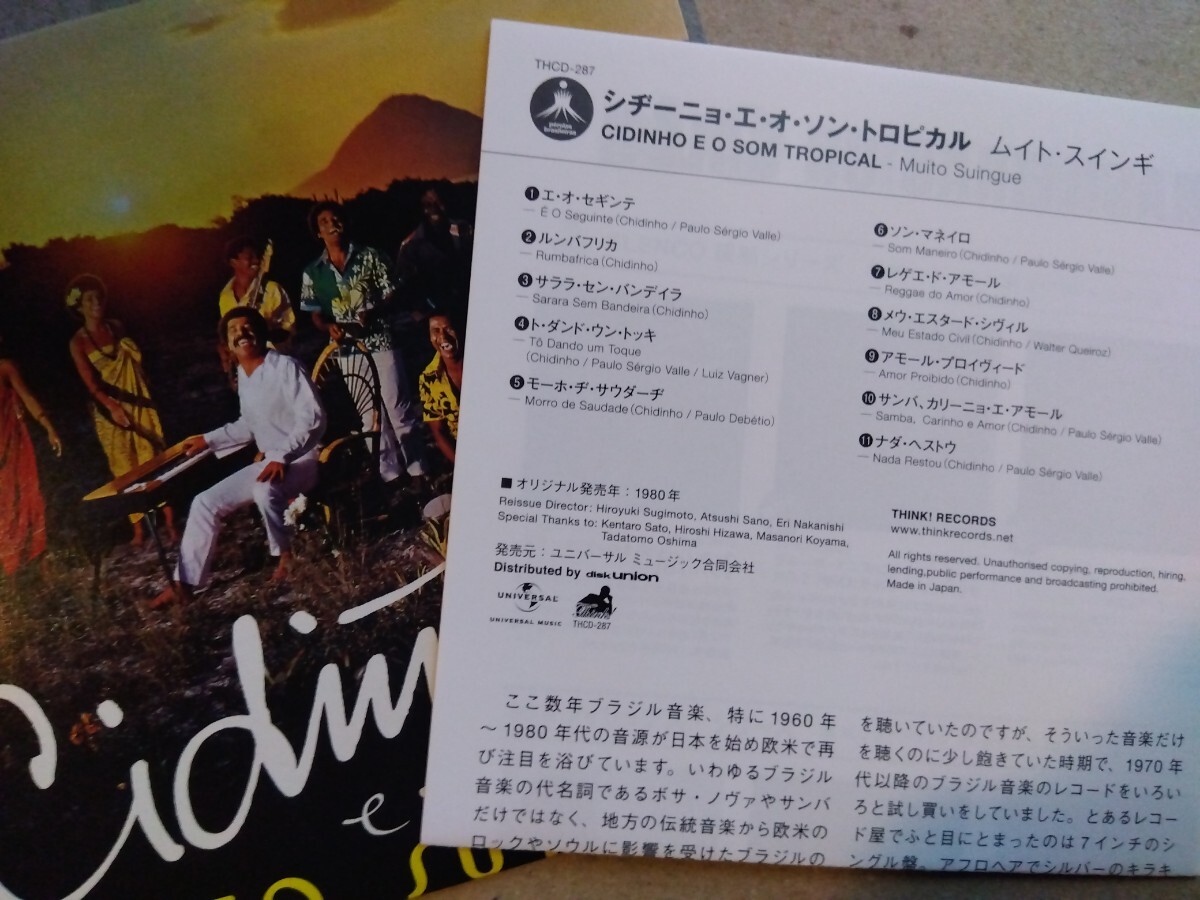 THCD-287
シヂーニョ・エ・オ・ソン・トロピカル ムイト・スインギ
CIDINHO E O SOM TROPICAL - Muito Suingue
❶エ・オ・セギンテ
— É O Seguinte (Chidinho / Paulo Sérgio Valle)
❷ルンバフリカ
— Rumbafrica (Chidinho)
❸サララ・セン・バンデイラ
— Sarara Sem Bandeira (Chidinho)
❹ト・ダンド・ウン・トッキ
— Tô Dando um Toque
(Chidinho / Paulo Sérgio Valle / Luiz Vagner)
❺モーホ・ヂ・サウダーヂ
— Morro de Saudade (Chidinho / Paulo Debétio)
❻ソン・マネイロ
— Som Maneiro (Chidinho / Paulo Sérgio Valle)
❼レゲエ・ド・アモール
— Reggae do Amor (Chidinho)
❽メウ・エスタード・シヴィル
— Meu Estado Civil (Chidinho / Walter Queiroz)
❾アモール・プロイヴィード
— Amor Proibido (Chidinho)
❿サンバ、カリーニョ・エ・アモール
— Samba, Carinho e Amor (Chidinho / Paulo Sérgio Valle)
⓫ナダ・ヘストウ
— Nada Restou (Chidinho / Paulo Sérgio Valle)
■ オリジナル発売年：1980年
Reissue Director: Hiroyuki Sugimoto, Atsushi Sano, Eri Nakanishi
Special Thanks to: Kentaro Sato, Hiroshi Hizawa, Masanori Koyama,
Tadatomo Oshima
発売元：ユニバーサル ミュージック合同会社
Distributed by disk union
UNIVERSAL
UNIVERSAL MUSIC
THCD-287
THINK! RECORDS
www.thinkrecords.net
All rights reserved. Unauthorised copying, reproduction, hiring,
lending,public performance and broadcasting prohibited.
Made in Japan.
ここ数年ブラジル音楽、特に1960年
〜1980年代の音源が日本を始め欧米で再
び注目を浴びています。いわゆるブラジル
音楽の代名詞であるボサ・ノヴァやサンバ
だけではなく、地方の伝統音楽から欧米の
ロックやソウルに影響を受けたブラジルの
を聴いていたのですが、そういった音楽だけ
を聴くのに少し飽きていた時期で、1970年
代以降のブラジル音楽のレコードをいろい
ろと試し買いをしていました。とあるレコー
ド屋でふと目にとまったのは7インチのシ
ングル盤。アフロヘアでシルバーのキラキ
Cidin
e